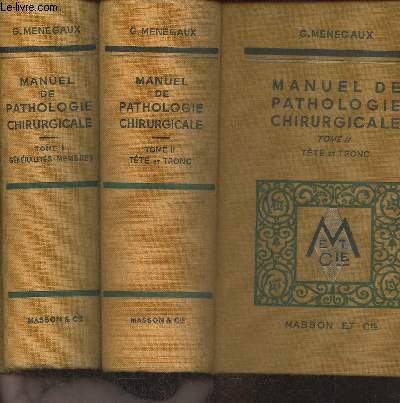 Le-livre.com
G. MENEGAUX
MANUEL
DE
PATHOLOGIE
CHIRURGICALE
TOME I
GÉNÉRALITÉS-MEMBRES
MASSON & Cie
G. MENEGAUX
MANUEL
DE
PATHOLOGIE
CHIRURGICALE
TOME II
TÊTE ET TRONC
MASSON & Cie
G. MENEGAUX
MANUEL DE
PATHOLOGIE
CHIRURGICALE
TOME II
TÊTE ET TRONC
M
ET
Cie
MASSON ET Cie